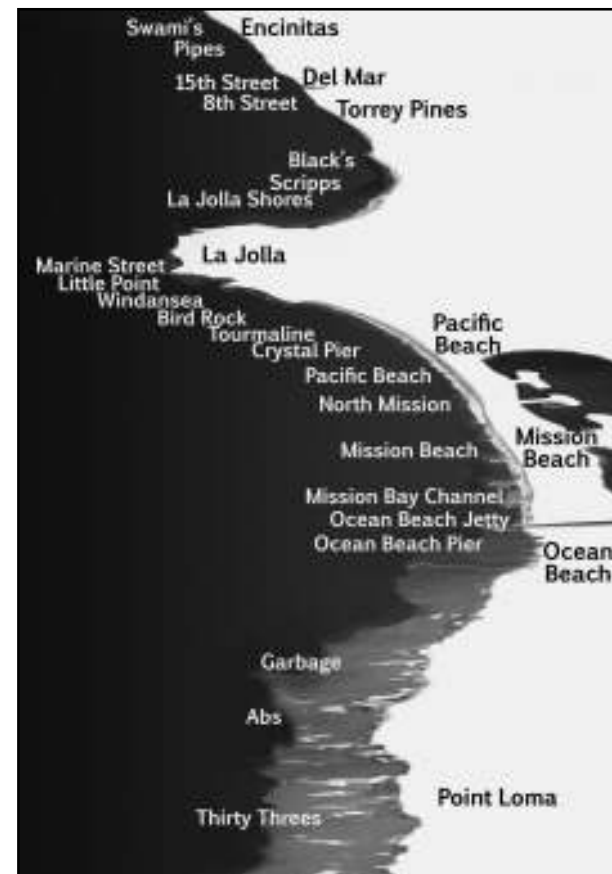 Swami's
Encinitas
Pipes
15th Street
Del Mar
8th Street
Torrey Pines
Black's
Scripps
La Jolla Shores
La Jolla
Marine Street
Little Point
Windansea
Bird Rock
Tourmaline
Crystal Pier
Pacific
Beach
Pacific Beach
North Mission
Mission Beach
Mission
Beach
Mission Bay Channel
Ocean Beach Jetty
Ocean Beach Pier
Ocean
Beach
Garbage
Abs
Point Loma
Thirty Threes